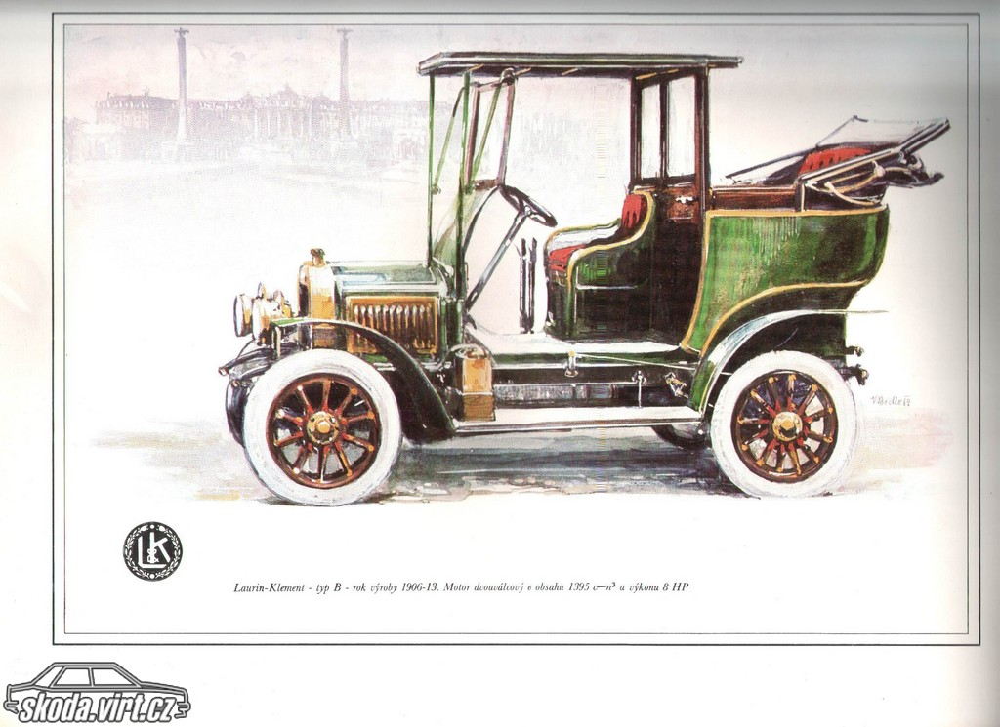 L&K
Laurin-Klement - typ B - rok výroby 1906-13. Motor dvouválcový o obsahu 1395 cm³ a výkonu 8 HP
skoda.virt.cz